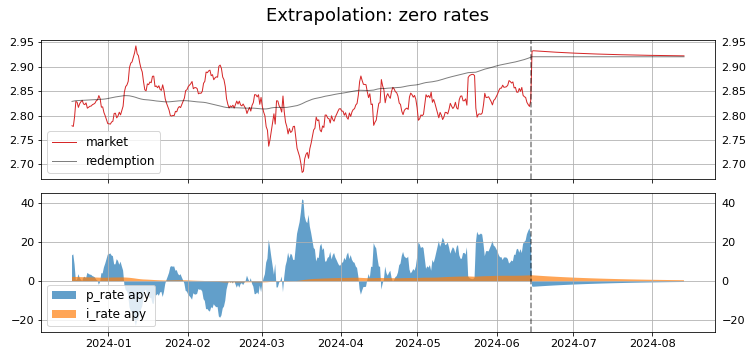 Extrapolation: zero rates
2.95 2.95
2.90 2.90
2.85 2.85
2.80 2.80
2.75 2.75
2.70 2.70
market
redemption
40 40
20 20
0 0
−20 −20
p_rate apy
i_rate apy
2024-01 2024-02 2024-03 2024-04 2024-05 2024-06 2024-07 2024-08